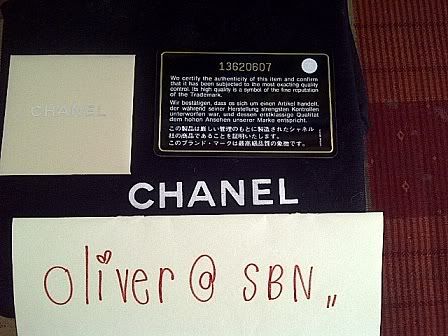 CHANEL
13620607
We certify the authenticity of this item and confirm
that it has been subjected to the most exacting quality
control. Its high quality is a symbol of the fine reputation
of the Trademark.
Wir bestätigen, dass es sich um einen Artikel handelt,
der während seiner Herstellung strengsten Kontrollen
unterworfen war, und dessen erstklassige Qualität
dem hohen Ansehen unserer Marke entspricht.
この製品は厳しい管理のもとに製造されたシャネル
社の商品であることを証明いたします。
このブランド・マークは最高級品質の象徴です。
CHANEL
oliver @ SBN,,